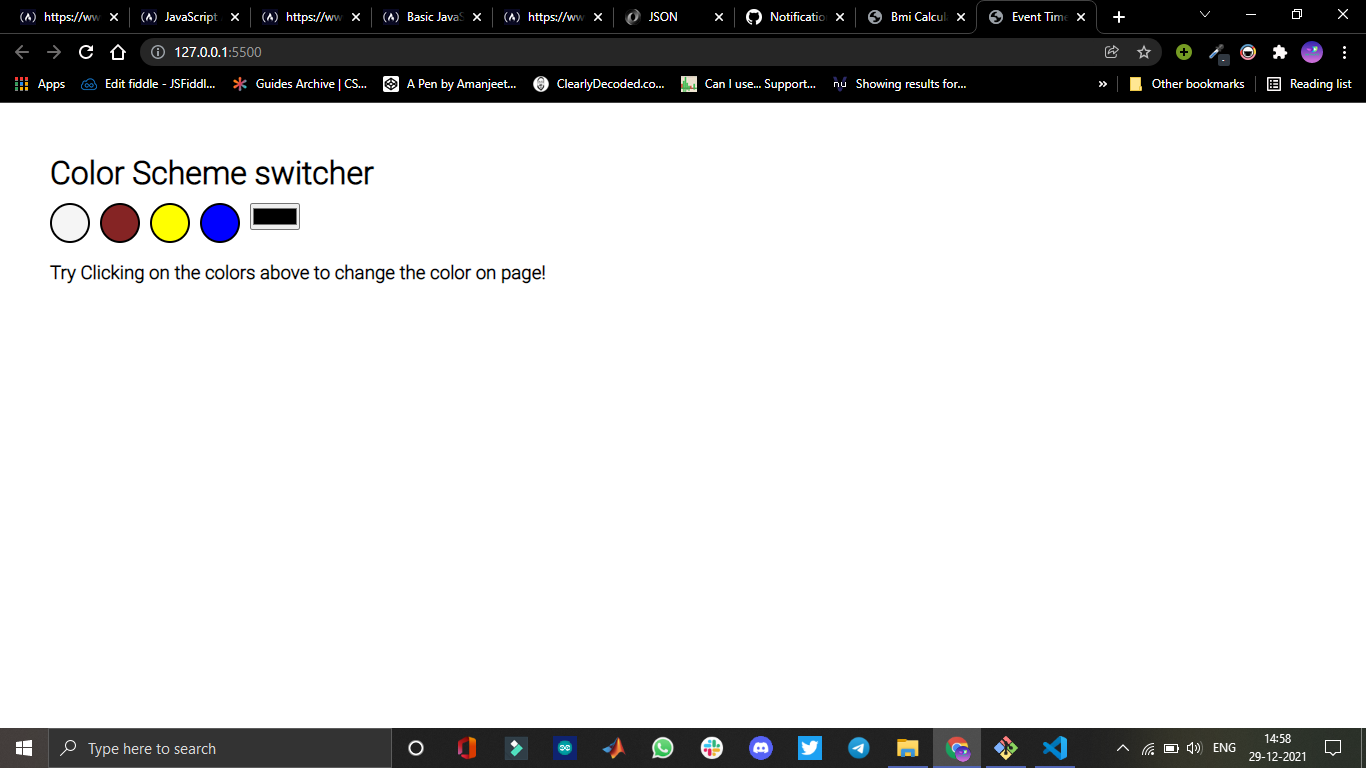 https://ww
JavaScript
https://ww
Basic JavaS
https://ww
JSON
Notificatio
Bmi Calcul
Event Time
127.0.0.1:5500
Apps
Edit fiddle - JSFiddl...
Guides Archive | CS...
A Pen by Amanjeet...
ClearlyDecoded.co...
Can I use... Support...
nu
Showing results for...
»
Other bookmarks
Reading list
Color Scheme switcher
Try Clicking on the colors above to change the color on page!
Type here to search
ENG
14:58
29-12-2021